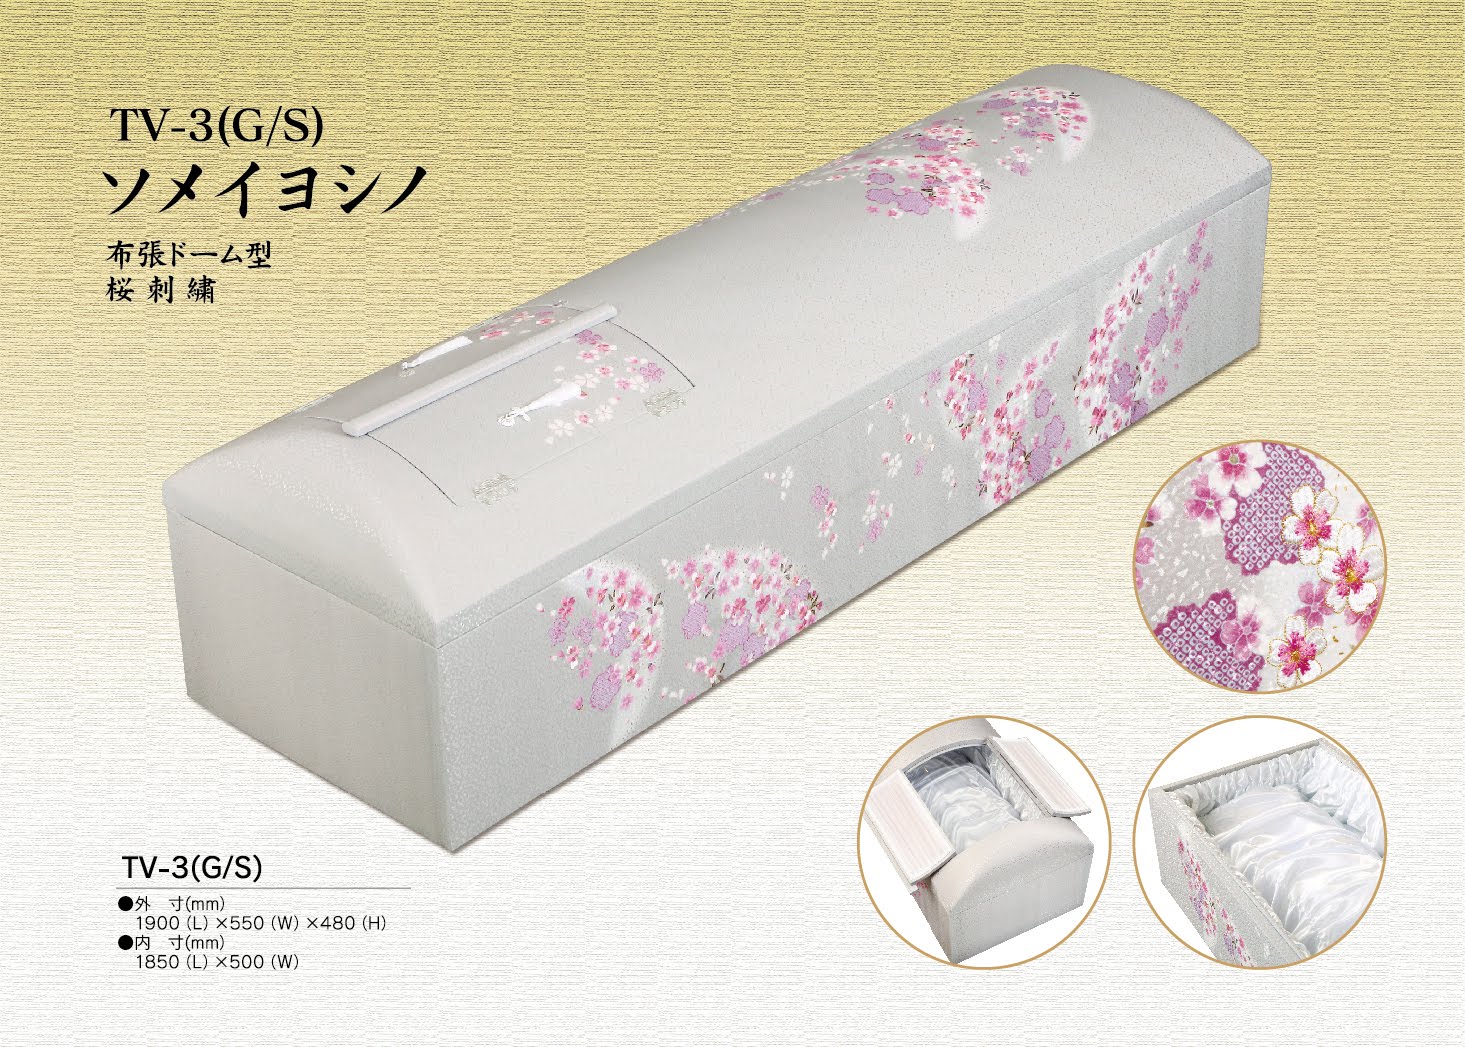 TV-3(G/S)
ソメイヨシノ
布張ドーム型
桜刺繍
TV-3(G/S)
●外　寸(mm)
1900 (L) ×550 (W) ×480 (H)
●内　寸(mm)
1850 (L) ×500 (W)